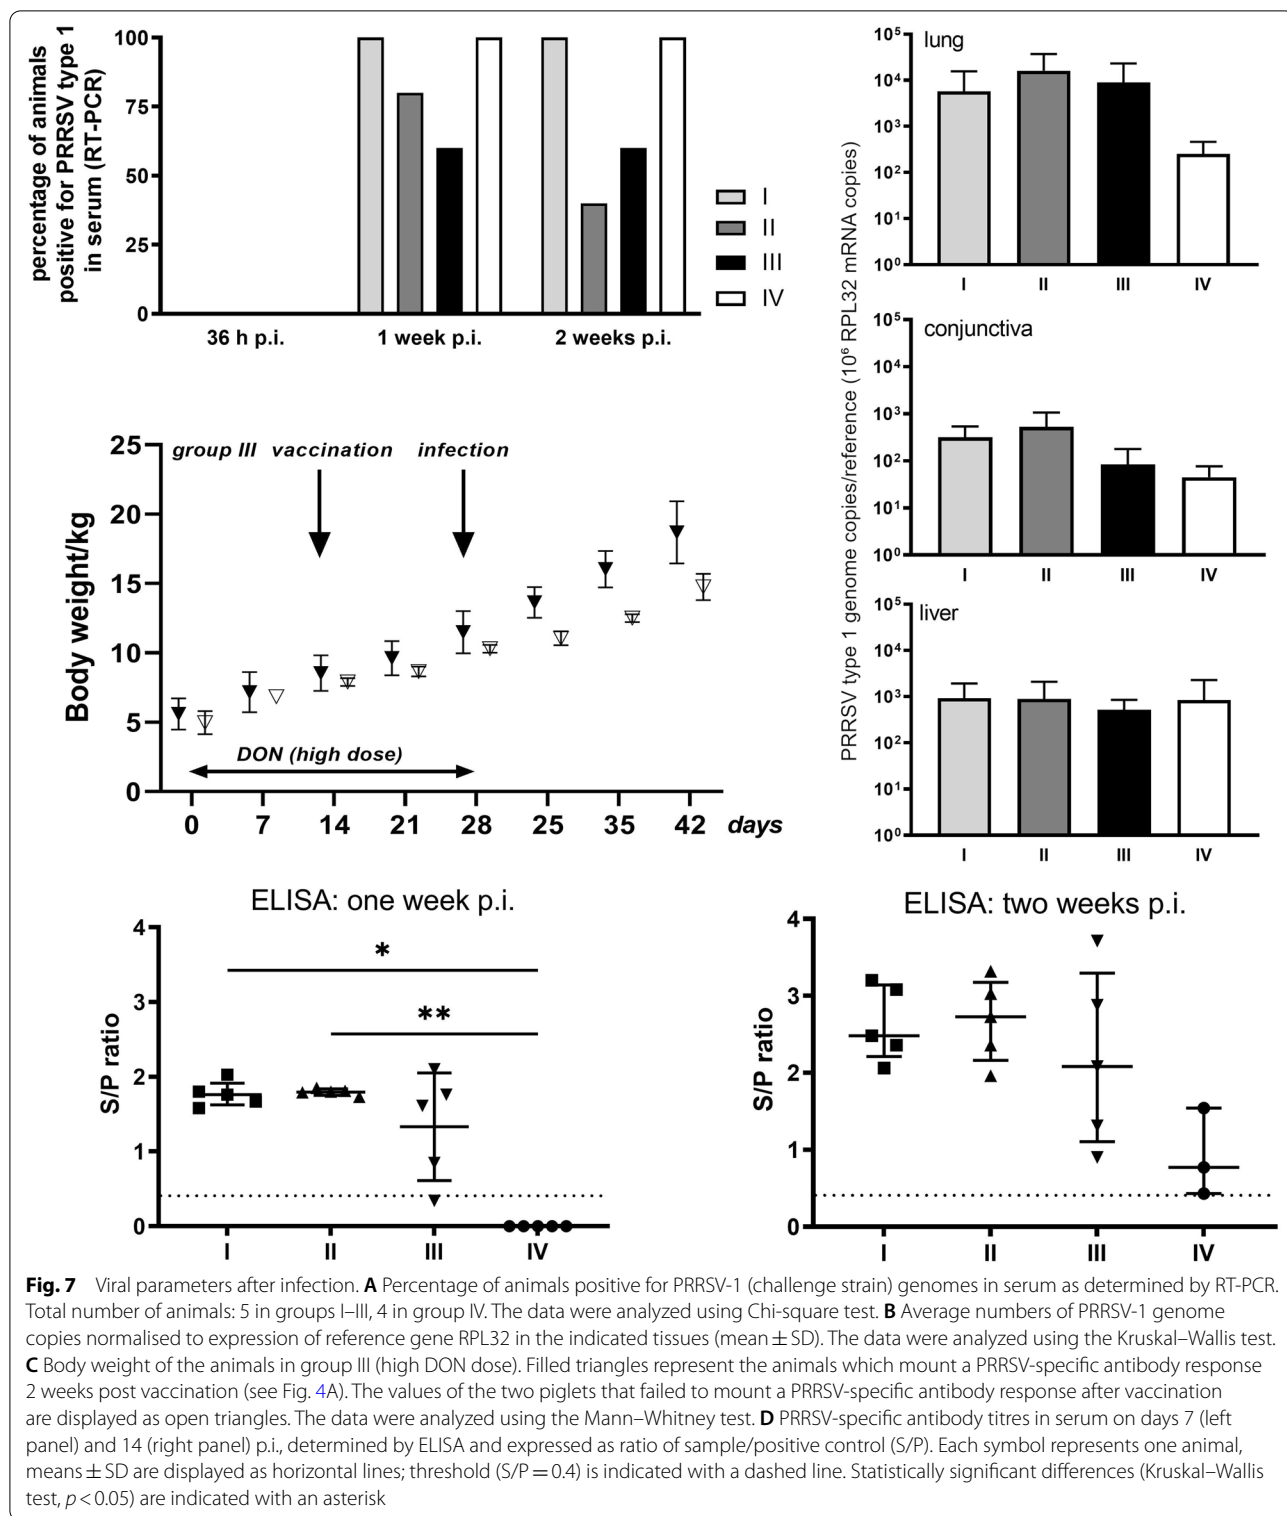 percentage of animals
positive for PRRSV type 1
in serum (RT-PCR)
100
75
50
25
0
36 h p.i.
1 week p.i.
2 weeks p.i.
I
II
III
IV
PRRSV type 1 genome copies/reference (10⁶ RPL32 mRNA copies)
lung
10⁵
10⁴
10³
10²
10¹
10⁰
I II III IV
conjunctiva
10⁵
10⁴
10³
10²
10¹
10⁰
I II III IV
liver
10⁵
10⁴
10³
10²
10¹
10⁰
I II III IV
Body weight/kg
25
20
15
10
5
0
group III vaccination infection
DON (high dose)
0 7 14 21 28 25 35 42 days
ELISA: one week p.i.
S/P ratio
4
3
2
1
0
*
**
I II III IV
ELISA: two weeks p.i.
S/P ratio
4
3
2
1
0
I II III IV
Fig. 7 Viral parameters after infection. A Percentage of animals positive for PRRSV-1 (challenge strain) genomes in serum as determined by RT-PCR.
Total number of animals: 5 in groups I–III, 4 in group IV. The data were analyzed using Chi-square test. B Average numbers of PRRSV-1 genome
copies normalised to expression of reference gene RPL32 in the indicated tissues (mean ± SD). The data were analyzed using the Kruskal–Wallis test.
C Body weight of the animals in group III (high DON dose). Filled triangles represent the animals which mount a PRRSV-specific antibody response
2 weeks post vaccination (see Fig. 4A). The values of the two piglets that failed to mount a PRRSV-specific antibody response after vaccination
are displayed as open triangles. The data were analyzed using the Mann–Whitney test. D PRRSV-specific antibody titres in serum on days 7 (left
panel) and 14 (right panel) p.i., determined by ELISA and expressed as ratio of sample/positive control (S/P). Each symbol represents one animal,
means ± SD are displayed as horizontal lines; threshold (S/P = 0.4) is indicated with a dashed line. Statistically significant differences (Kruskal–Wallis
test, p < 0.05) are indicated with an asterisk